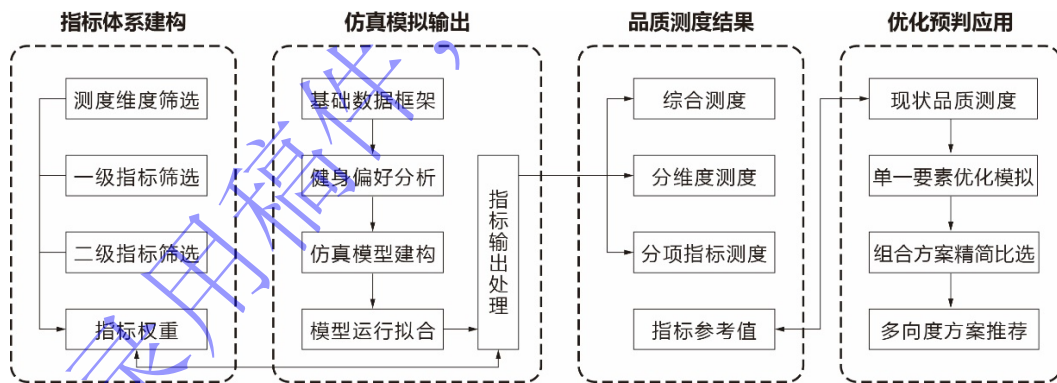 指标体系建构
测度维度筛选
一级指标筛选
二级指标筛选
指标权重
仿真模拟输出
基础数据框架
健身偏好分析
仿真模型建构
模型运行拟合
指标输出处理
品质测度结果
综合测度
分维度测度
分项指标测度
指标参考值
优化预判应用
现状品质测度
单一要素优化模拟
组合方案精简比选
多向度方案推荐
录用稿件，